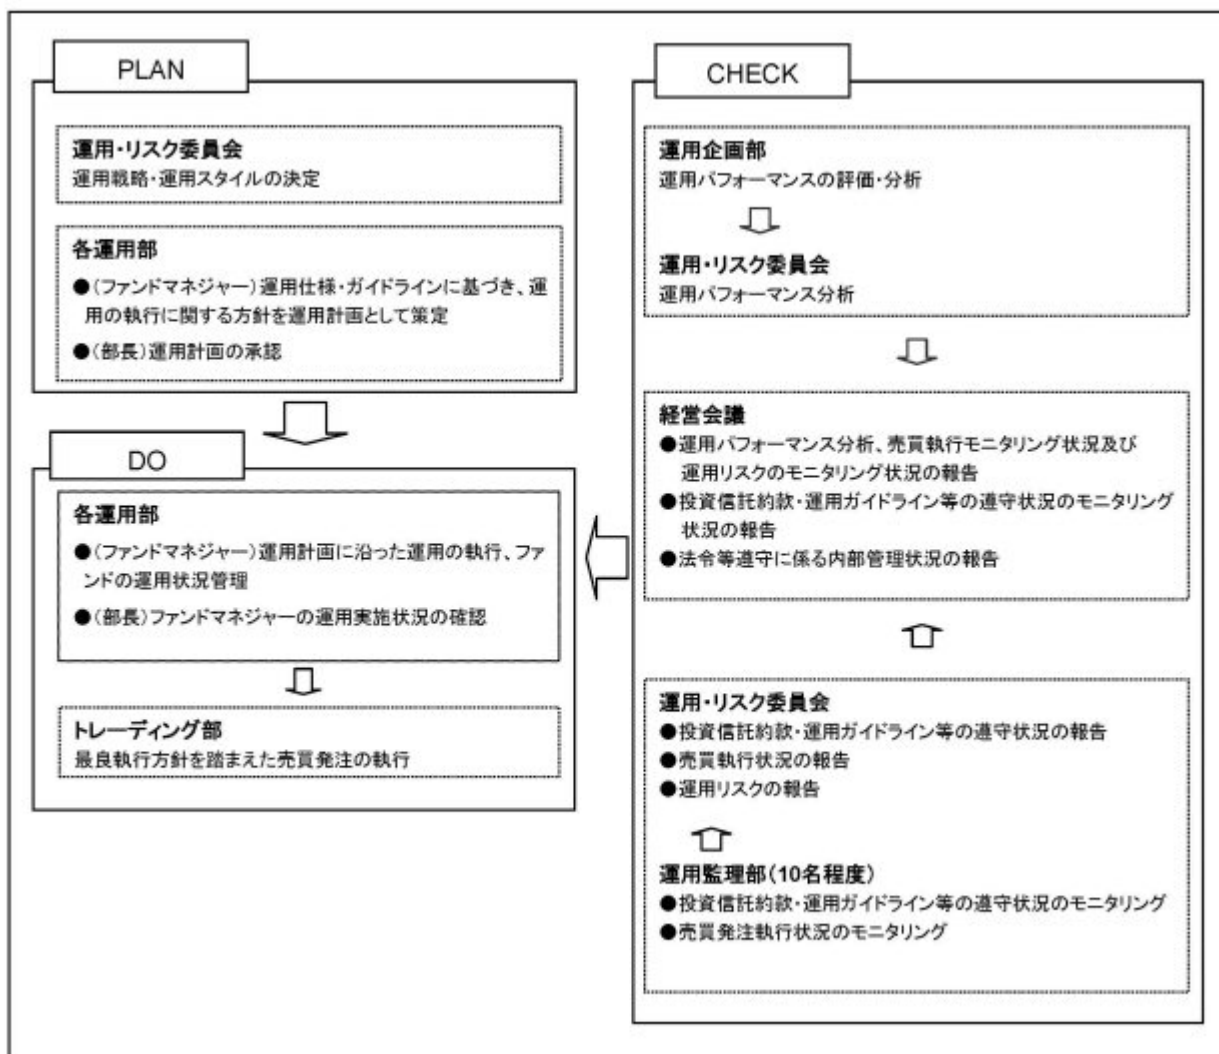 PLAN
運用・リスク委員会
運用戦略・運用スタイルの決定
各運用部
●(ファンドマネジャー)運用仕様・ガイドラインに基づき、運
用の執行に関する方針を運用計画として策定
●(部長)運用計画の承認
DO
各運用部
●(ファンドマネジャー)運用計画に沿った運用の執行、ファ
ンドの運用状況管理
●(部長)ファンドマネジャーの運用実施状況の確認
トレーディング部
最良執行方針を踏まえた売買発注の執行
CHECK
運用企画部
運用パフォーマンスの評価・分析
運用・リスク委員会
運用パフォーマンス分析
経営会議
●運用パフォーマンス分析、売買執行モニタリング状況及び
運用リスクのモニタリング状況の報告
●投資信託約款・運用ガイドライン等の遵守状況のモニタリング
状況の報告
●法令等遵守に係る内部管理状況の報告
運用・リスク委員会
●投資信託約款・運用ガイドライン等の遵守状況の報告
●売買執行状況の報告
●運用リスクの報告
運用監理部(10名程度)
●投資信託約款・運用ガイドライン等の遵守状況のモニタリング
●売買発注執行状況のモニタリング